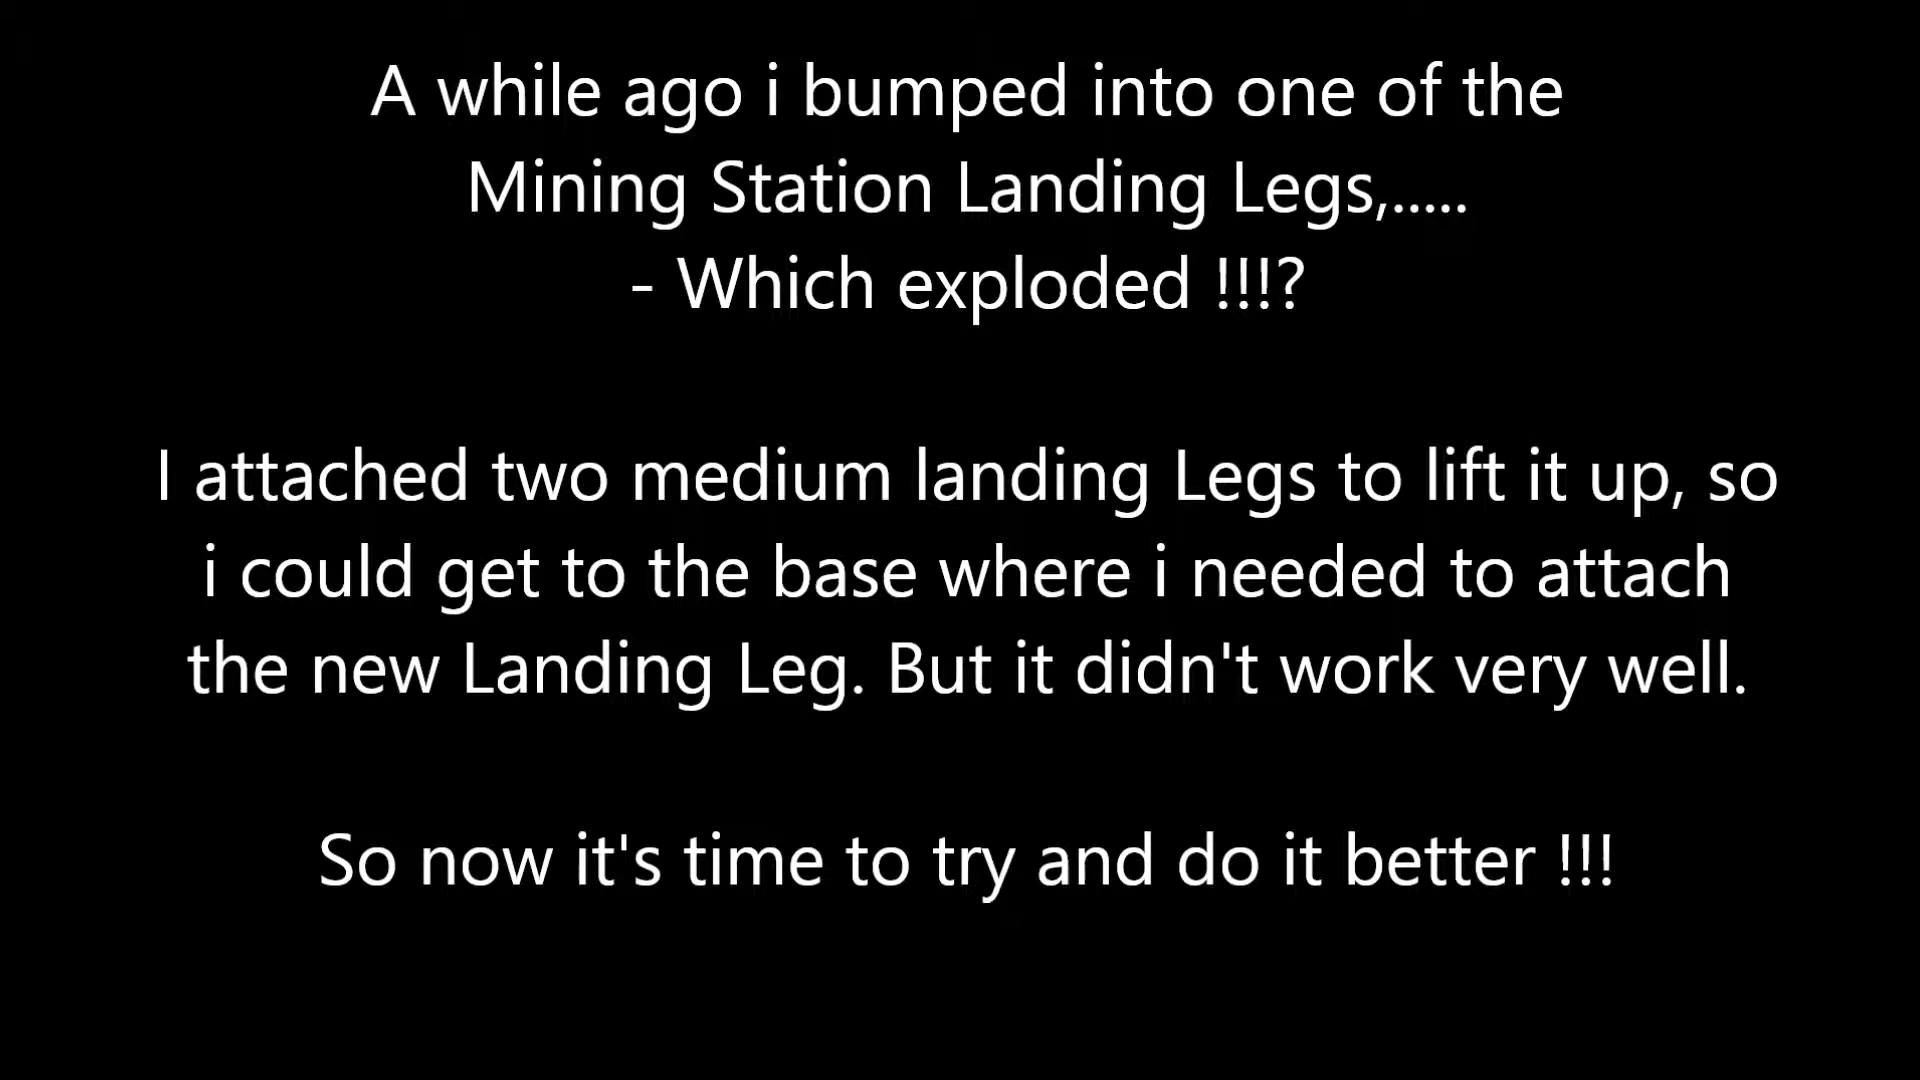 A while ago i bumped into one of the
Mining Station Landing Legs,.....
- Which exploded !!!?
I attached two medium landing Legs to lift it up, so
i could get to the base where i needed to attach
the new Landing Leg. But it didn't work very well.
So now it's time to try and do it better !!!